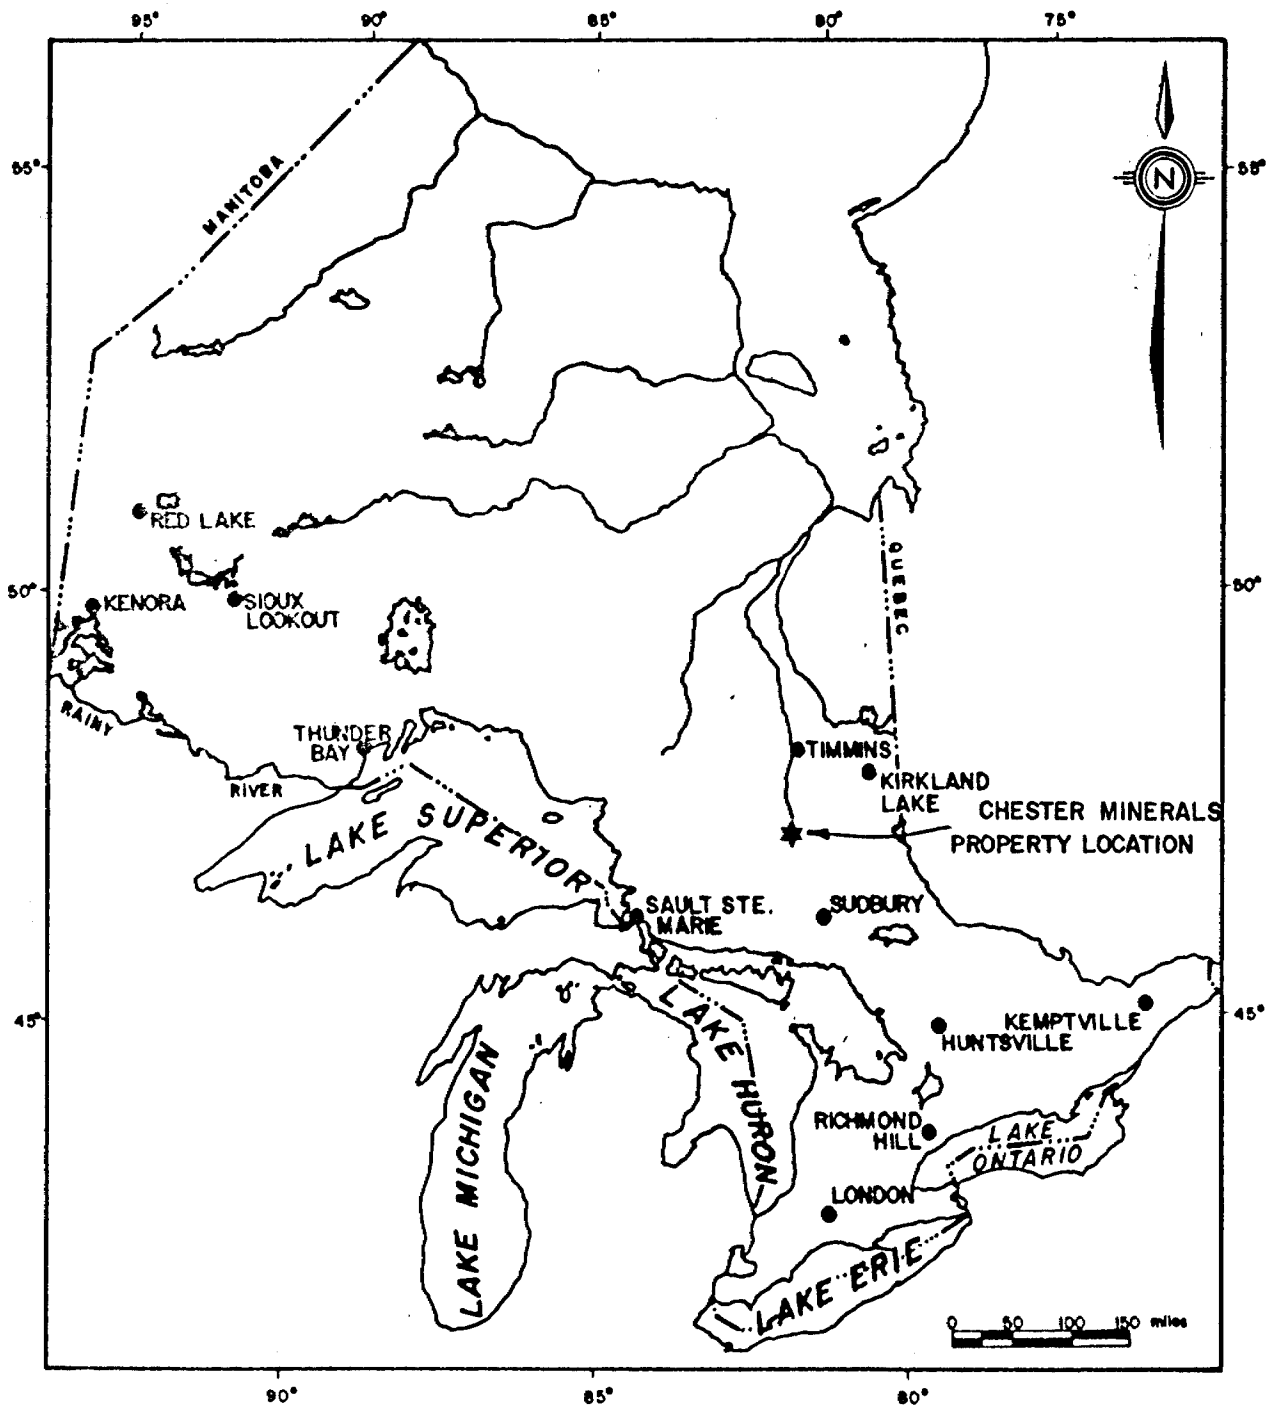 95° 90° 85° 80° 75°
55° 55°
N
MANITOBA
QUEBEC
RED LAKE
50° 50°
KENORA
SIOUX
LOOKOUT
RAINY
RIVER
THUNDER
BAY
TIMMINS
KIRKLAND
LAKE
CHESTER MINERALS
PROPERTY LOCATION
LAKE SUPERIOR
SAULT STE.
MARIE
SUDBURY
45° 45°
KEMPTVILLE
HUNTSVILLE
LAKE HURON
LAKE MICHIGAN
RICHMOND
HILL
LAKE
ONTARIO
LONDON
LAKE ERIE
0 50 100 150 miles
90° 85° 80°